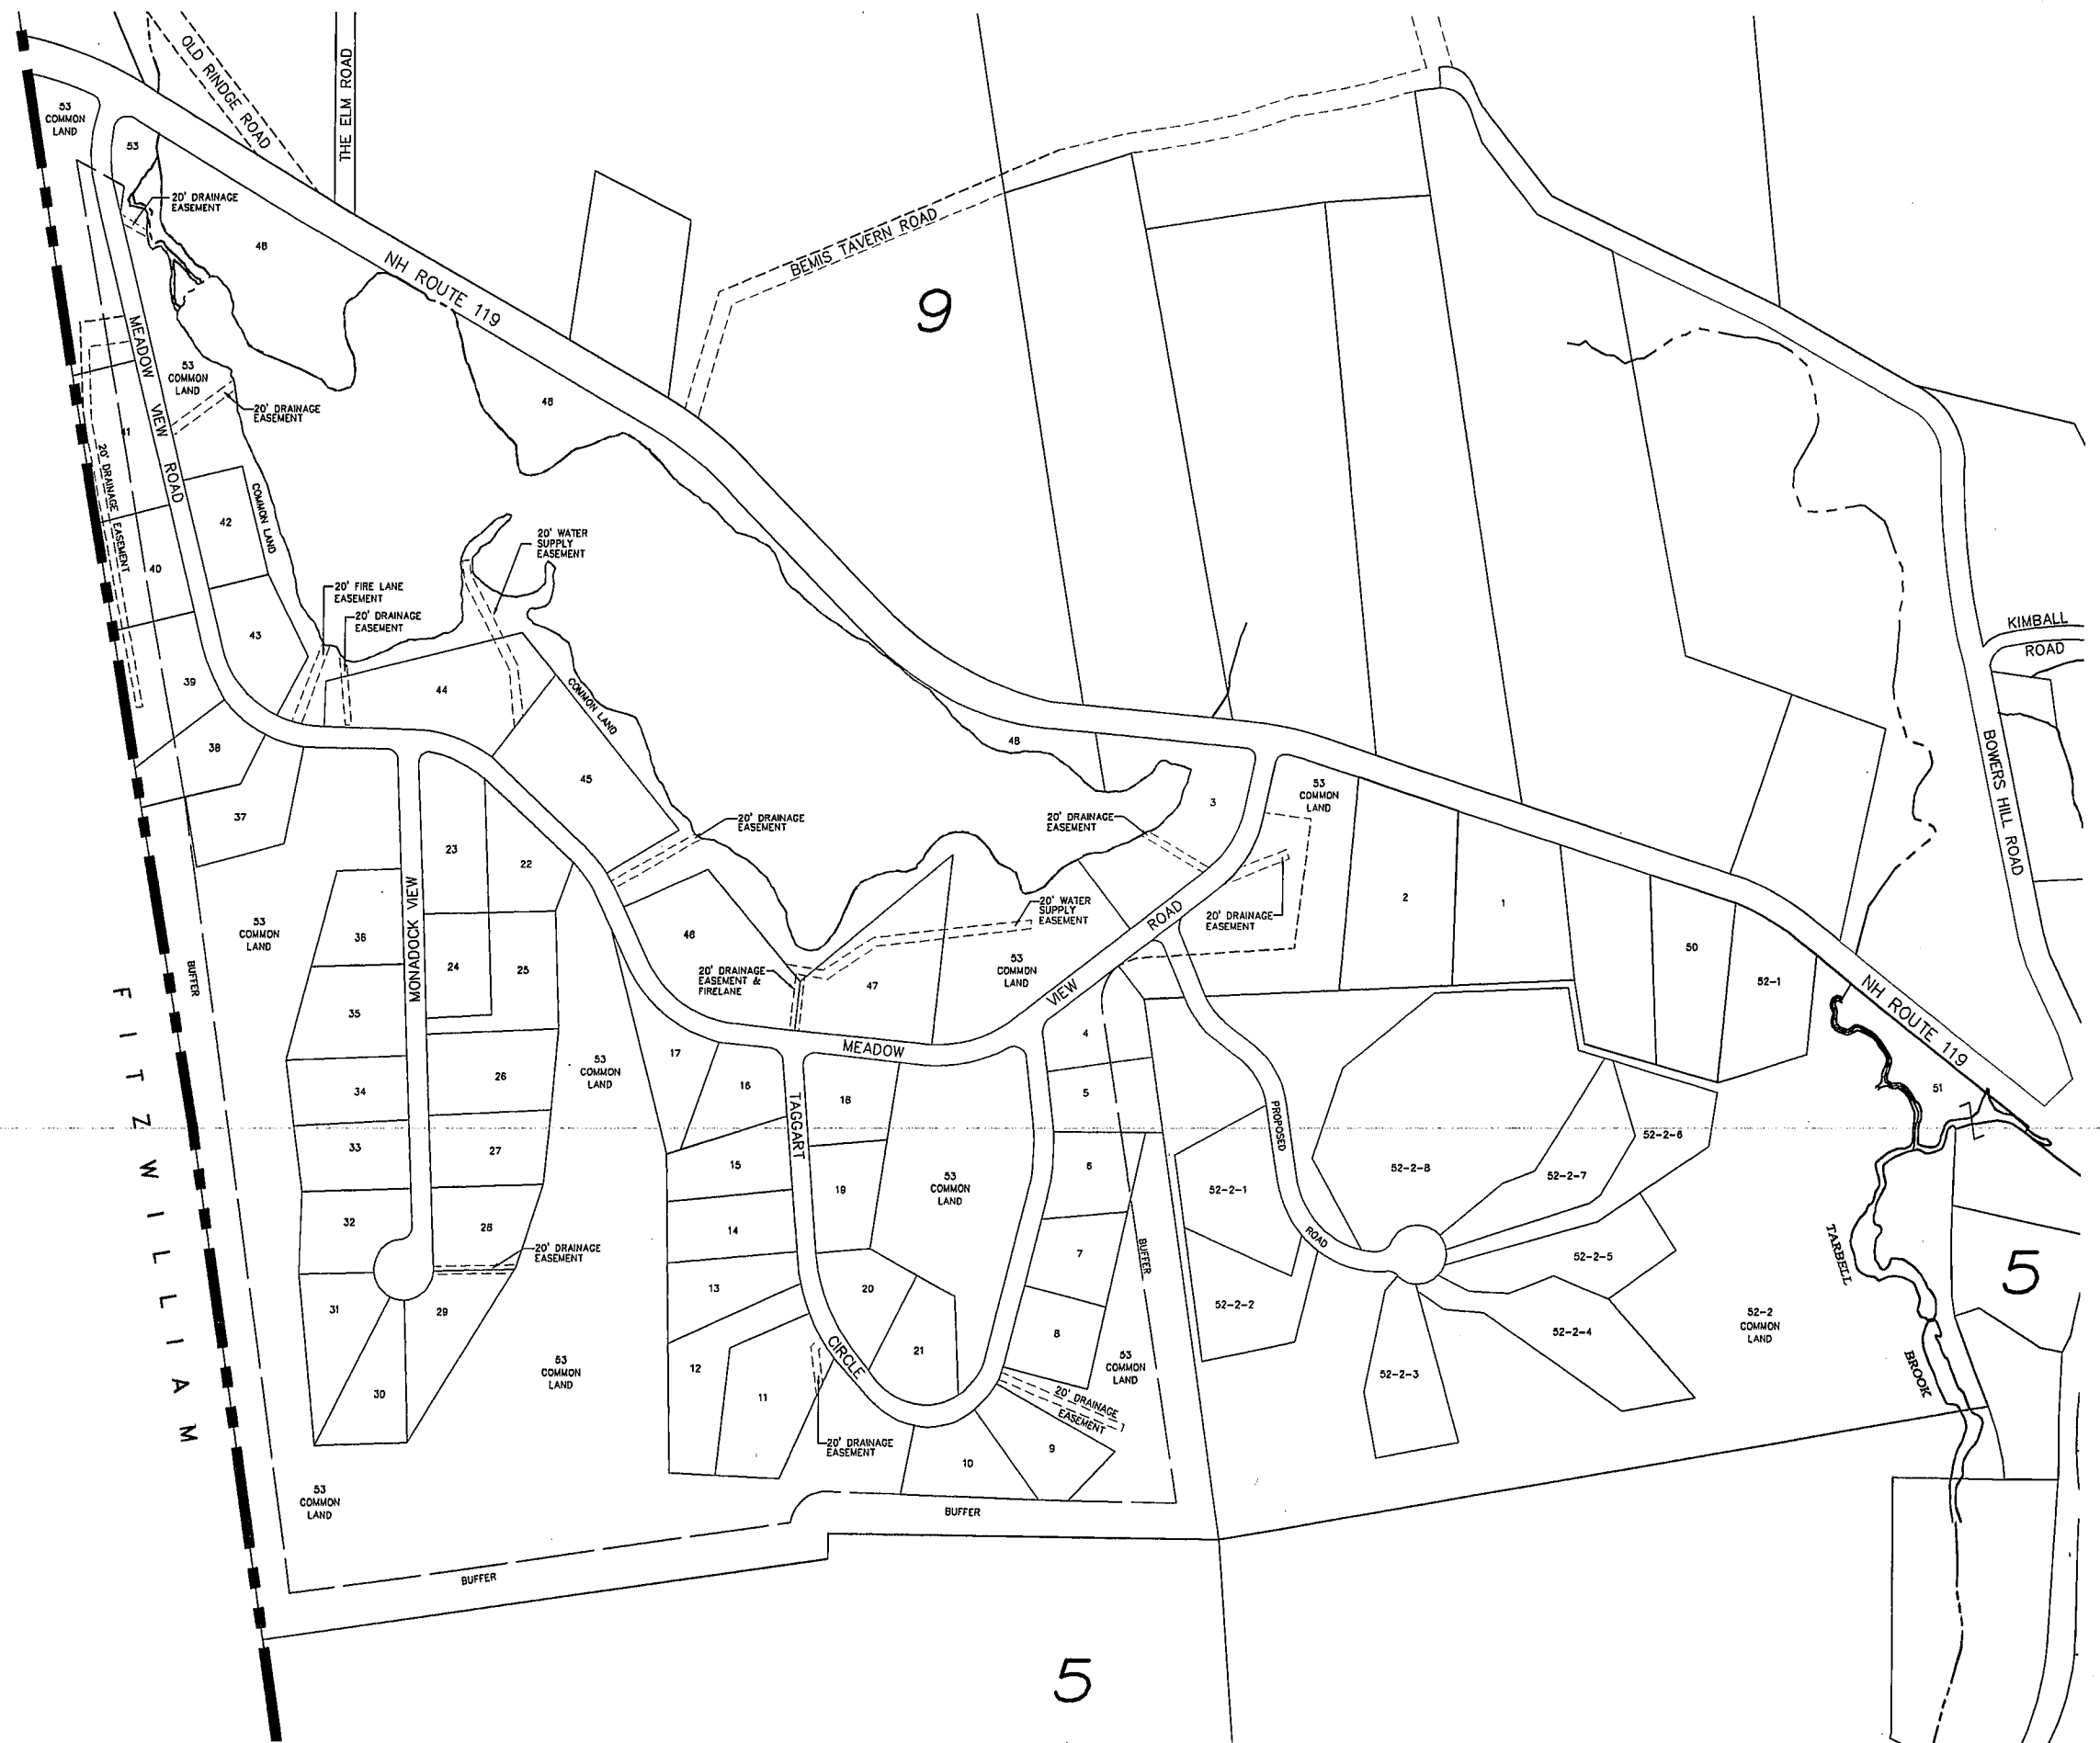 OLD RINDGE ROAD
THE ELM ROAD
53
COMMON
LAND
53
20' DRAINAGE
EASEMENT
48
NH ROUTE 119
BEMIS TAVERN ROAD
9
MEADOW
VIEW
ROAD
53
COMMON
LAND
20' DRAINAGE
EASEMENT
48
41
20' DRAINAGE EASEMENT
42
COMMON LAND
40
20' WATER
SUPPLY
EASEMENT
20' FIRE LANE
EASEMENT
20' DRAINAGE
EASEMENT
43
39
44
COMMON LAND
38
45
37
48
3
53
COMMON
LAND
20' DRAINAGE
EASEMENT
20' DRAINAGE
EASEMENT
KIMBALL
ROAD
BOWERS HILL ROAD
23
22
MONADOCK VIEW
36
24
25
53
COMMON
LAND
BUFFER
46
20' DRAINAGE
EASEMENT &
FIRELANE
47
20' WATER
SUPPLY
EASEMENT
53
COMMON
LAND
VIEW
ROAD
20' DRAINAGE
EASEMENT
2
1
50
52-1
NH ROUTE 119
51
FITZWILLIAM
35
34
33
32
31
30
26
27
28
20' DRAINAGE
EASEMENT
29
53
COMMON
LAND
17
16
MEADOW
TAGGART
18
15
19
14
13
20
53
COMMON
LAND
12
11
CIRCLE
21
20' DRAINAGE
EASEMENT
10
9
20' DRAINAGE
EASEMENT
4
5
6
7
8
BUFFER
53
COMMON
LAND
PROPOSED
ROAD
52-2-1
52-2-2
52-2-8
52-2-7
52-2-6
52-2-5
52-2-4
52-2-3
52-2
COMMON
LAND
TARBELL
BROOK
5
53
COMMON
LAND
53
COMMON
LAND
BUFFER
BUFFER
5